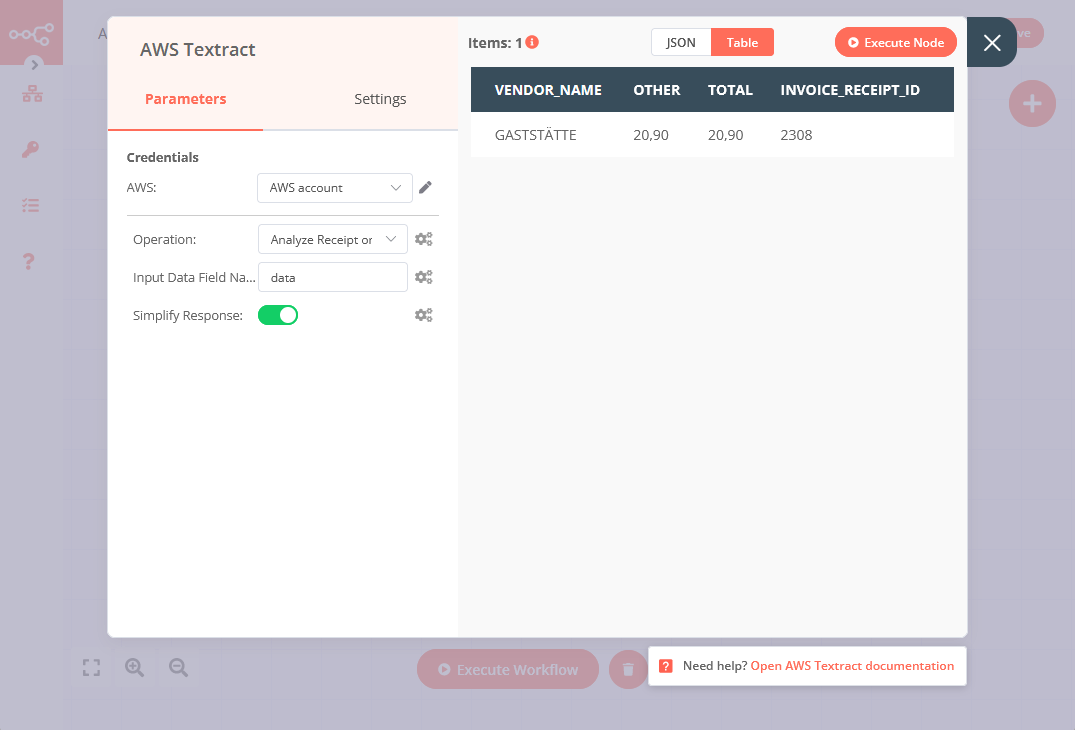 A
ve
AWS Textract
Parameters
Settings
Credentials
AWS:
AWS account
Operation:
Analyze Receipt or
Input Data Field Na...
data
Simplify Response:
Items: 1
JSON
Table
Execute Node
VENDOR_NAME OTHER TOTAL INVOICE_RECEIPT_ID
GASTSTÄTTE 20,90 20,90 2308
Execute Workflow
Need help? Open AWS Textract documentation